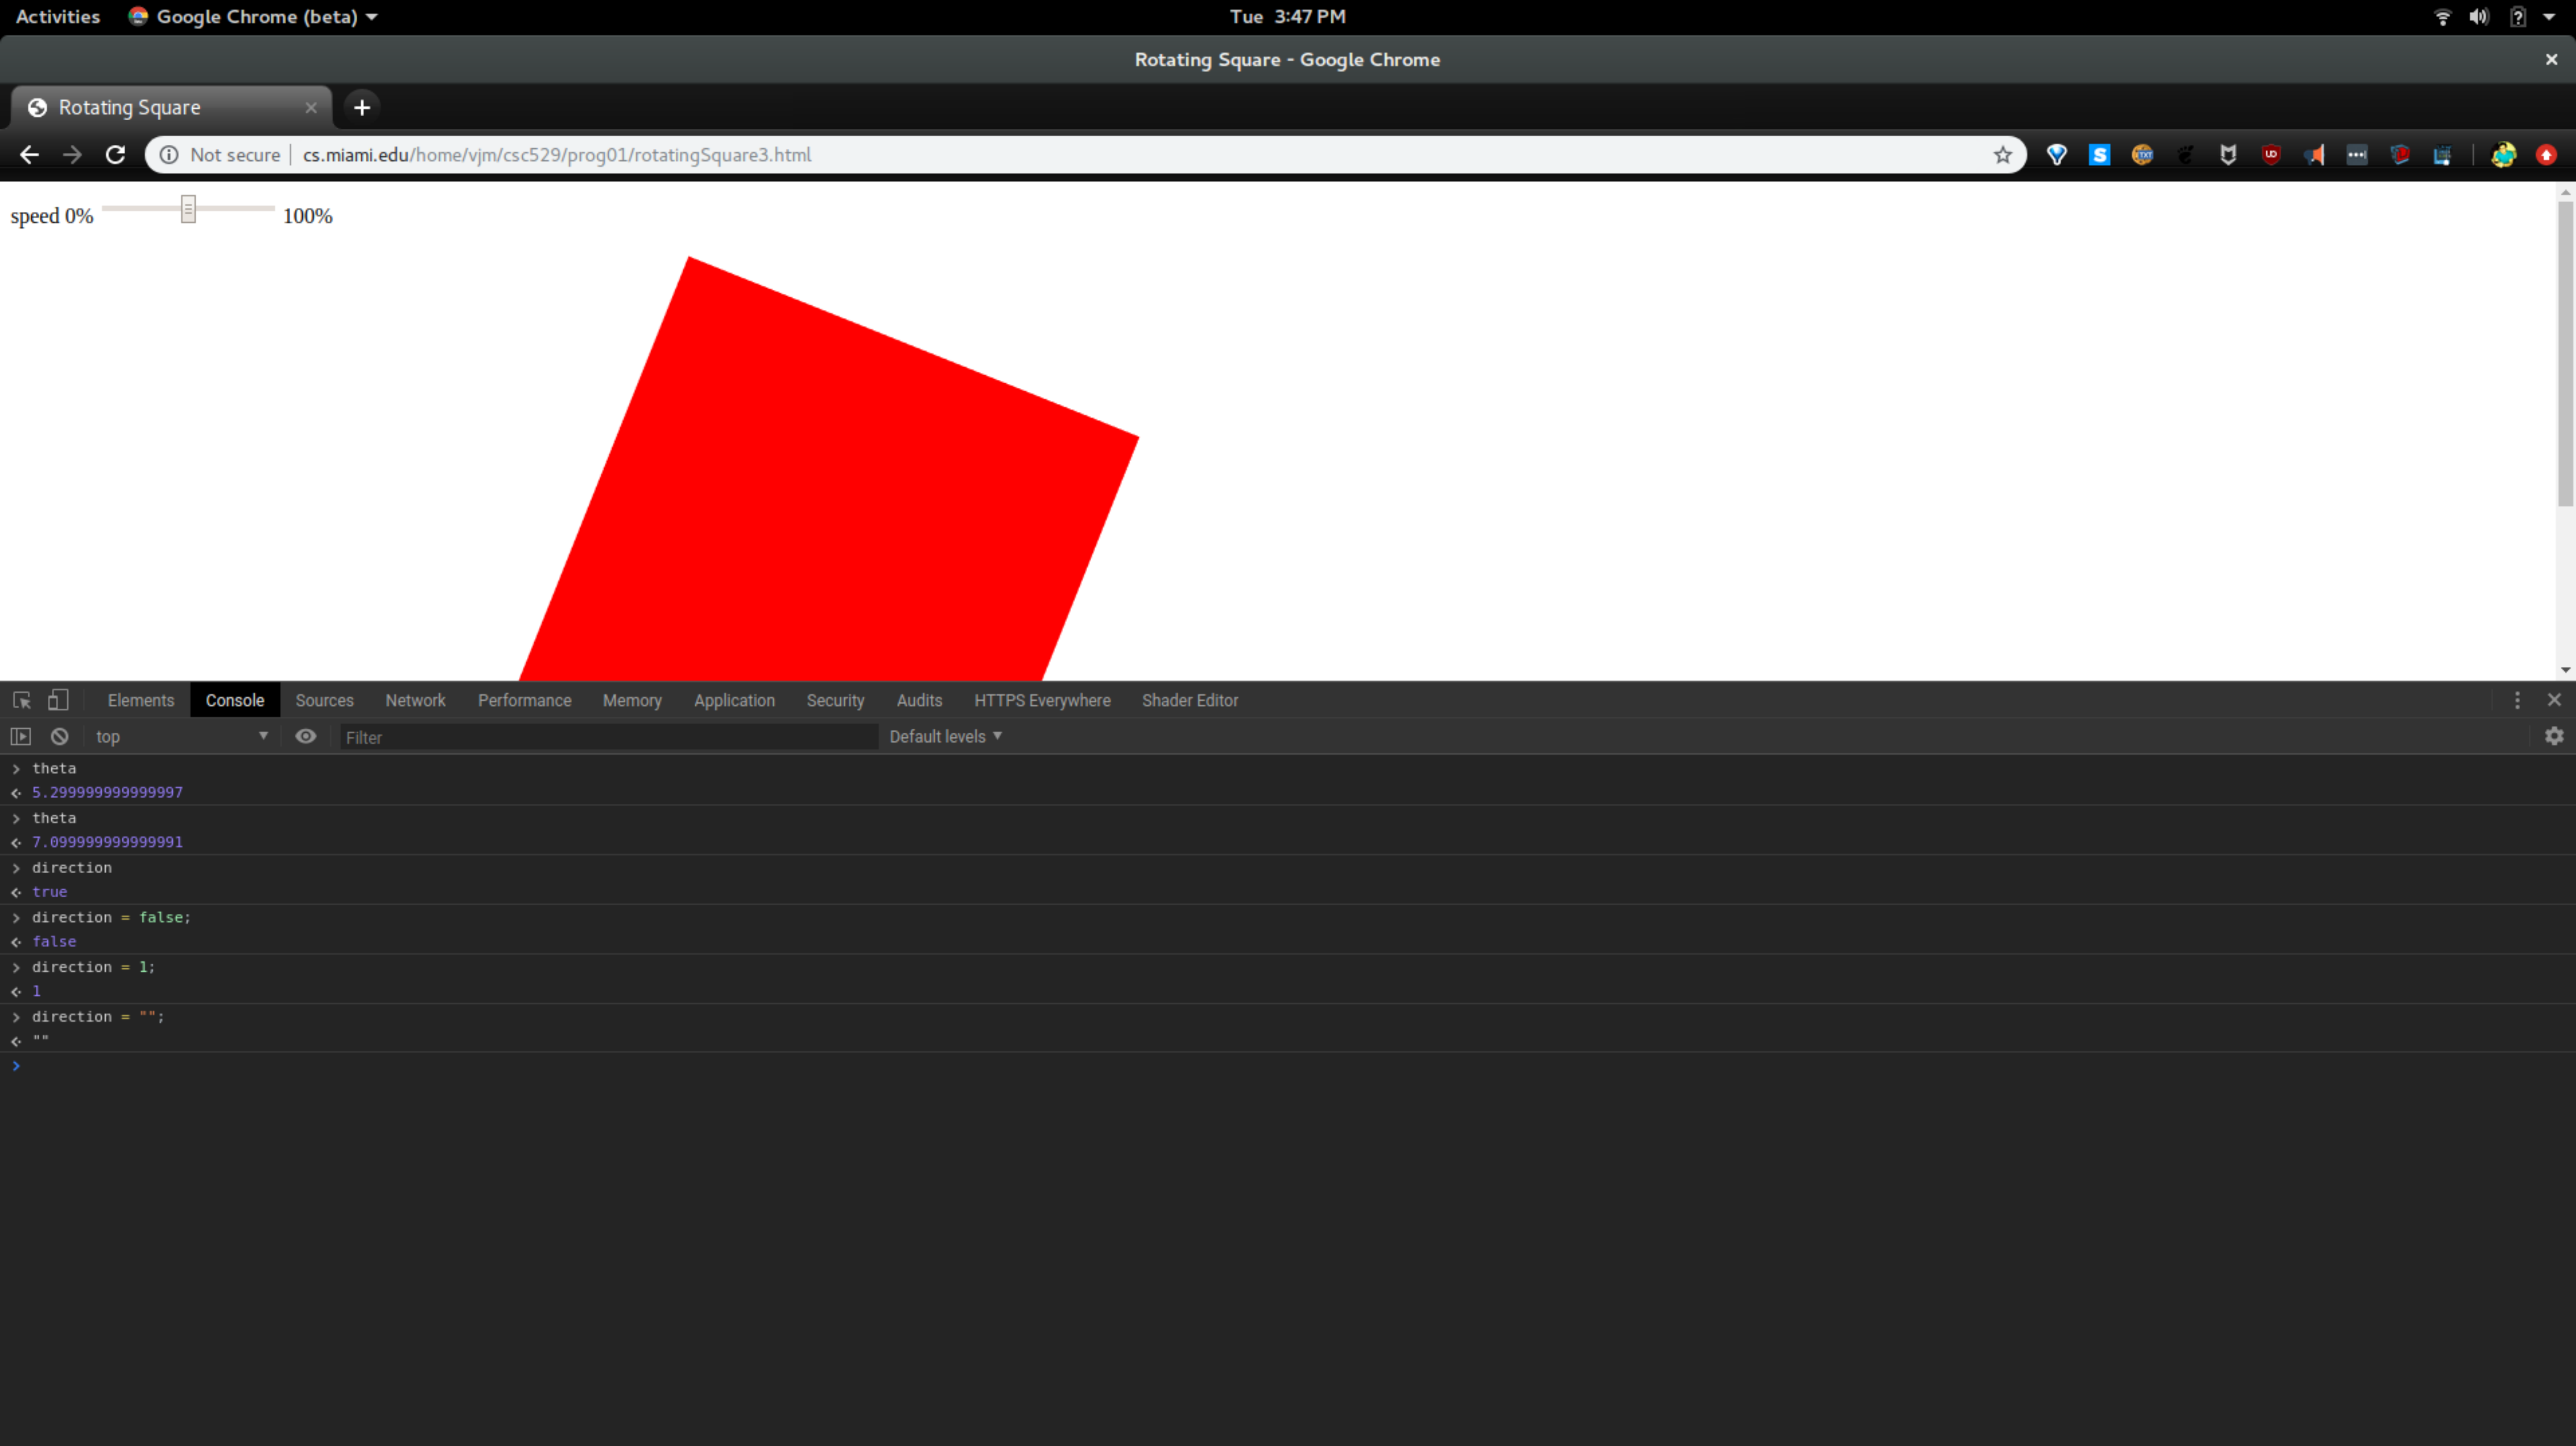 Activities Google Chrome (beta) Tue 3:47 PM
Rotating Square - Google Chrome
Rotating Square
Not secure cs.miami.edu/home/vjm/csc529/prog01/rotatingSquare3.html
speed 0% 100%
Elements Console Sources Network Performance Memory Application Security Audits HTTPS Everywhere Shader Editor
top Filter Default levels
> theta
5.299999999999997
> theta
7.099999999999991
> direction
true
> direction = false;
false
> direction = 1;
1
> direction = "";
""
>